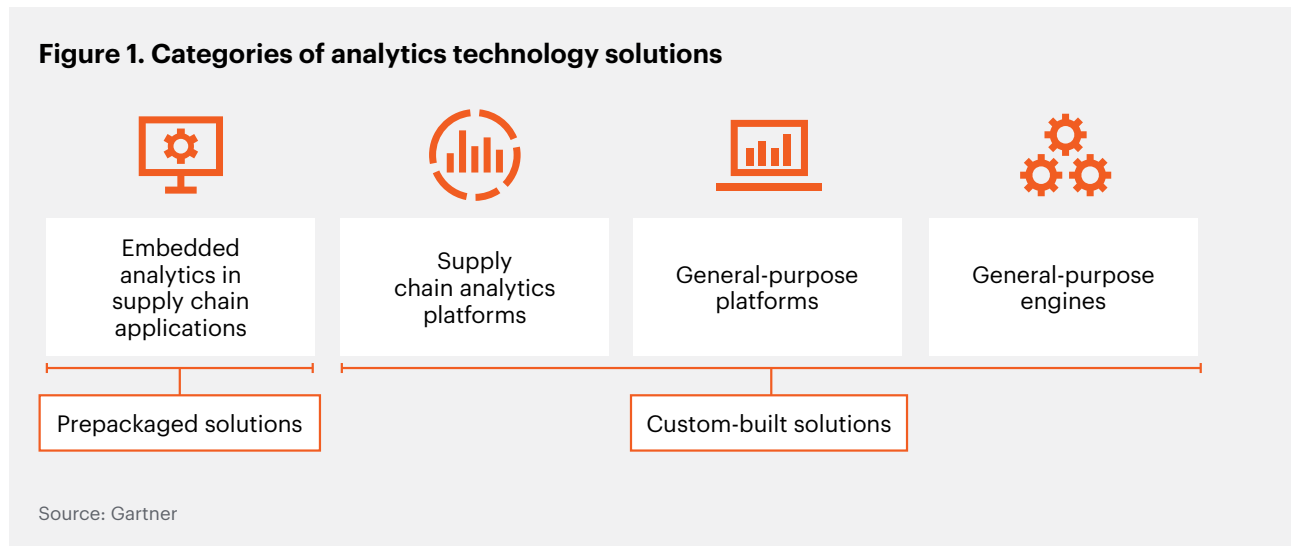 Figure 1. Categories of analytics technology solutions
Embedded
analytics in
supply chain
applications
Supply
chain analytics
platforms
General-purpose
platforms
General-purpose
engines
Prepackaged solutions
Custom-built solutions
Source: Gartner